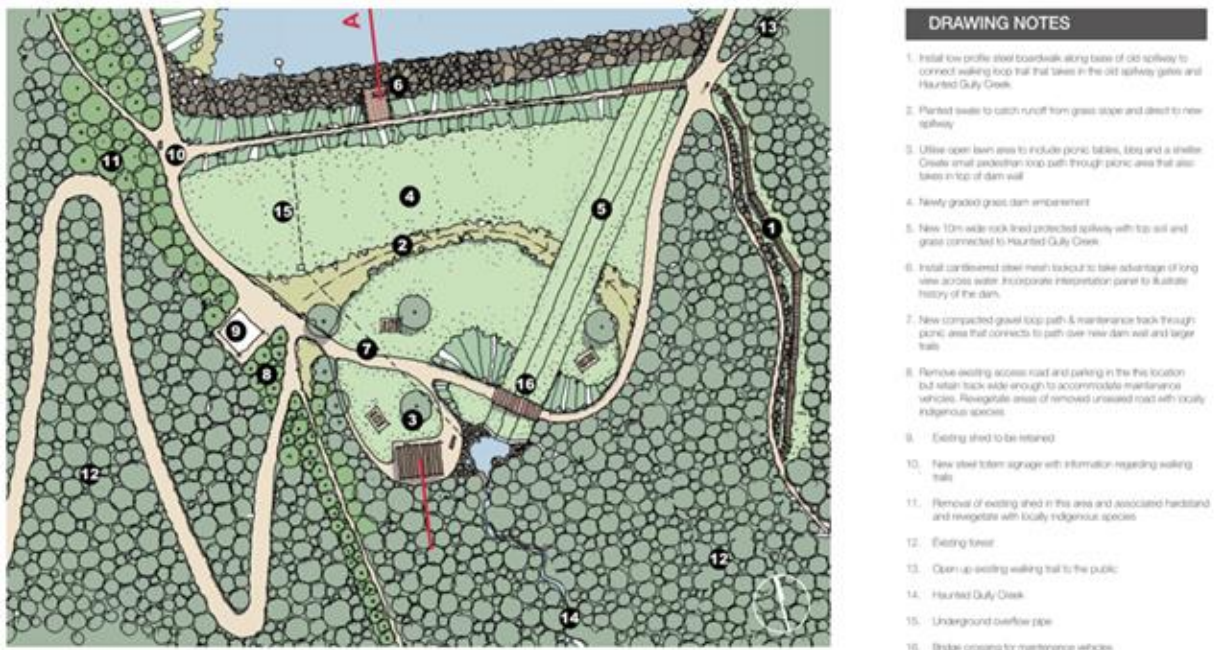 A
13
6
11
10
15
4
5
2
1
9
7
8
16
3
12
12
14
DRAWING NOTES
1. Install low profile steel boardwalk along base of old spillway to
connect walking loop trail that takes in the old spillway gates and
Haunted Gully Creek.
2. Planted swale to catch runoff from grass slope and direct to new
spillway
3. Utilise open lawn area to include picnic tables, bbq and a shelter.
Create small pedestrian loop path through picnic area that also
takes in top of dam wall
4. Newly graded grass dam embankment
5. New 10m wide rock lined protected spillway with top soil and
grass connected to Haunted Gully Creek
6. Install cantilevered steel mesh lookout to take advantage of long
view across water. Incorporate interpretation panel to illustrate
history of the dam.
7. New compacted gravel loop path & maintenance track through
picnic area that connects to path over new dam wall and larger
trails
8. Remove existing access road and parking in the this location
but retain track wide enough to accommodate maintenance
vehicles. Revegetate areas of removed unsealed road with locally
indigenous species
9. Existing shed to be retained
10. New steel totem signage with information regarding walking
trails
11. Removal of existing shed in this area and associated hardstand
and revegetate with locally indigenous species
12. Existing forest
13. Open up existing walking trail to the public
14. Haunted Gully Creek
15. Underground overflow pipe
16. Bridge crossing for maintenance vehicles